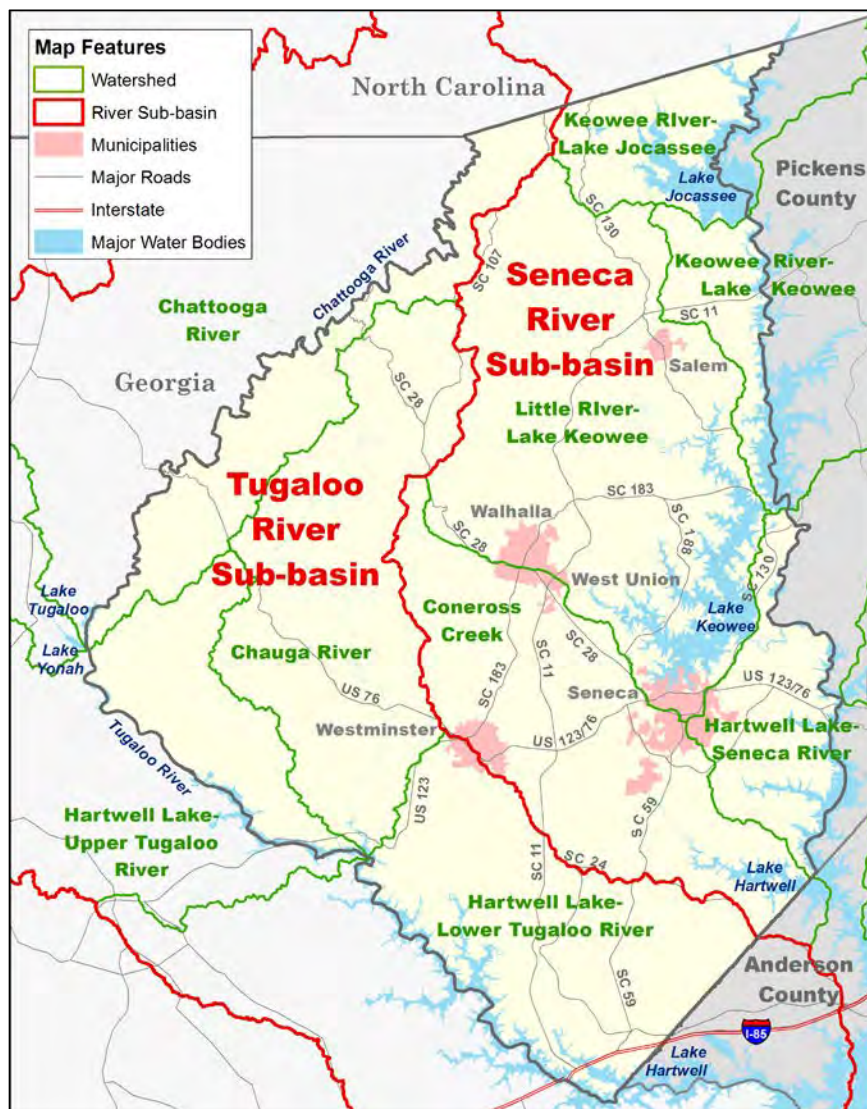 Map Features
Watershed
River Sub-basin
Municipalities
Major Roads
Interstate
Major Water Bodies
North Carolina
Keowee RIver-
Lake Jocassee
Lake
Jocassee
Pickens
County
SC 130
SC 107
Chattooga River
Chattooga
River
Georgia
Seneca
River
Sub-basin
Keowee River-
Lake Keowee
SC 11
Salem
SC 28
Little RIver-
Lake Keowee
Tugaloo
River
Sub-basin
SC 183
Walhalla
SC 188
SC 28
West Union
SC 130
Lake
Tugaloo
Lake
Yonah
Coneross
Creek
Lake
Keowee
Chauga River
SC 28
SC 183
SC 11
US 76
Seneca
US 123/76
Westminster
US 123/76
Hartwell Lake-
Seneca River
Tugaloo River
US 123
S C 59
Hartwell Lake-
Upper Tugaloo
River
SC 11
SC 24
Lake
Hartwell
Hartwell Lake-
Lower Tugaloo River
Anderson
County
SC 59
I-85
Lake
Hartwell